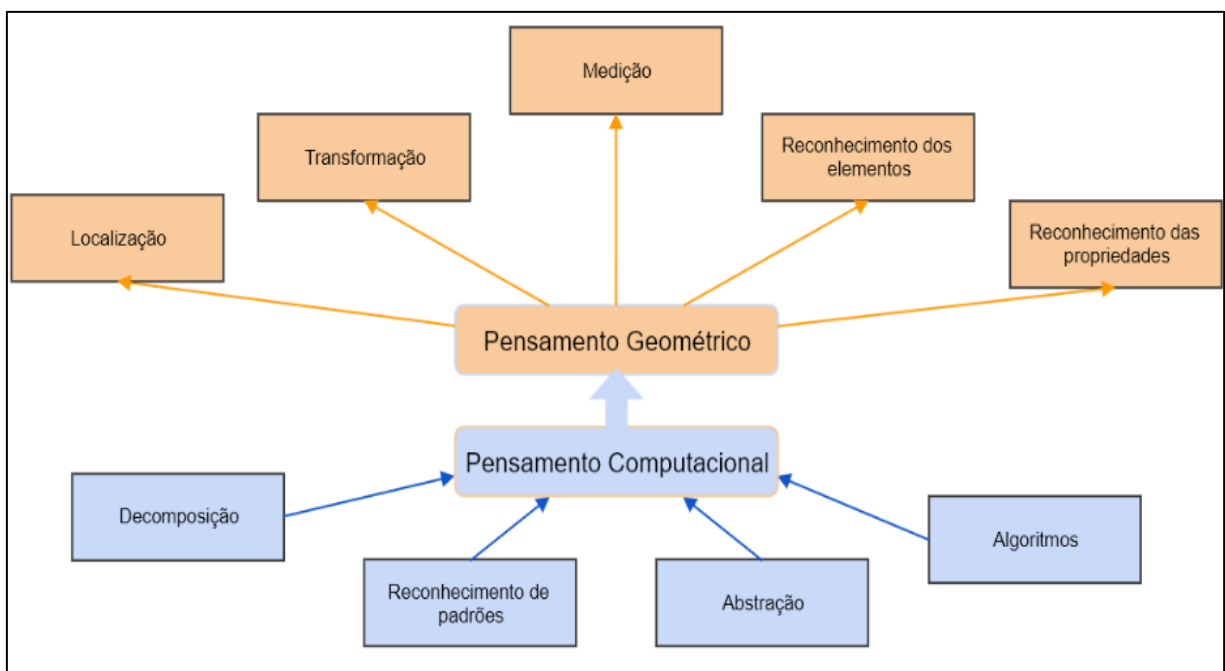 Medição
Transformação
Reconhecimento dos
elementos
Localização
Reconhecimento das
propriedades
Pensamento Geométrico
Pensamento Computacional
Decomposição
Algoritmos
Reconhecimento de
padrões
Abstração